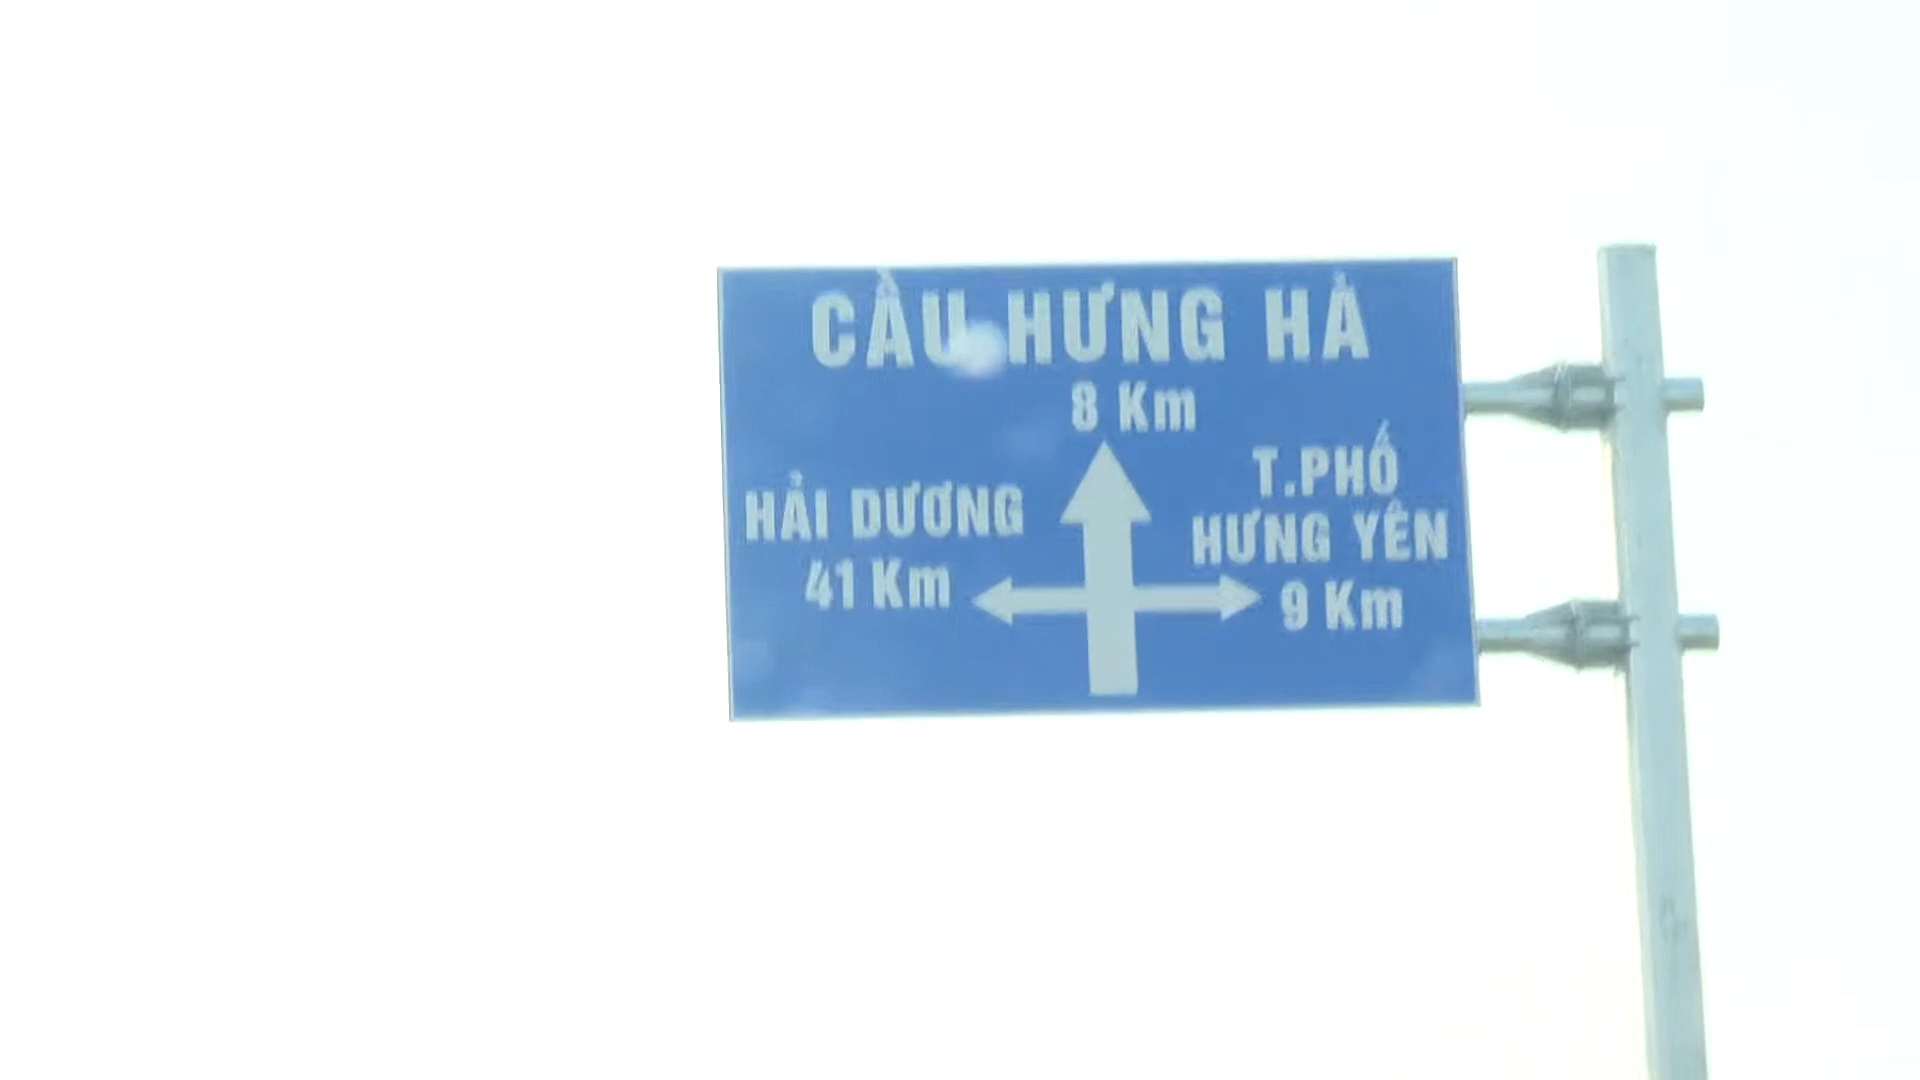 CẦU HƯNG HÀ
8 Km
HẢI DƯƠNG
41 Km
T.PHỐ
HƯNG YÊN
9 Km